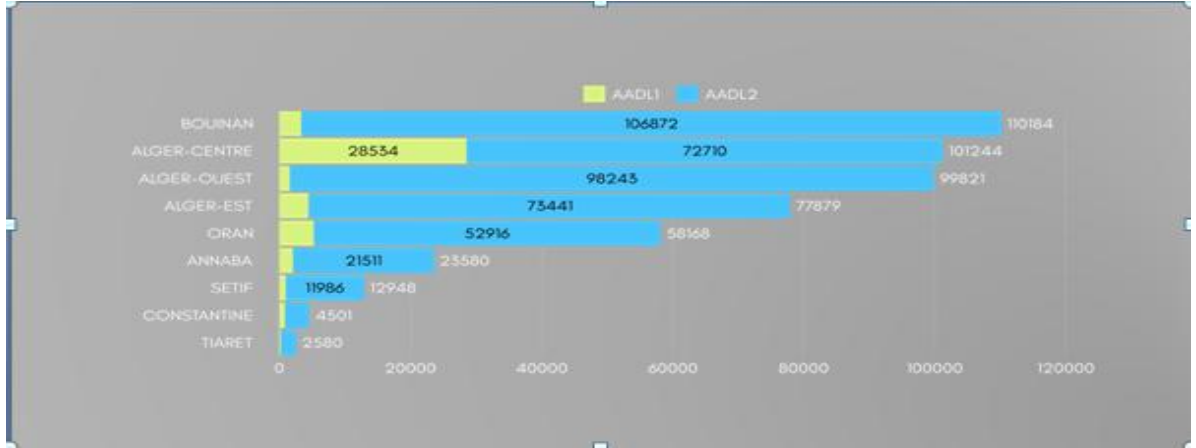 AADL1 AADL2
BOUINAN 106872 110184
ALGER-CENTRE 28534 72710 101244
ALGER-OUEST 98243 99821
ALGER-EST 73441 77879
ORAN 52916 58168
ANNABA 21511 23580
SETIF 11986 12948
CONSTANTINE 4501
TIARET 2580
0 20000 40000 60000 80000 100000 120000